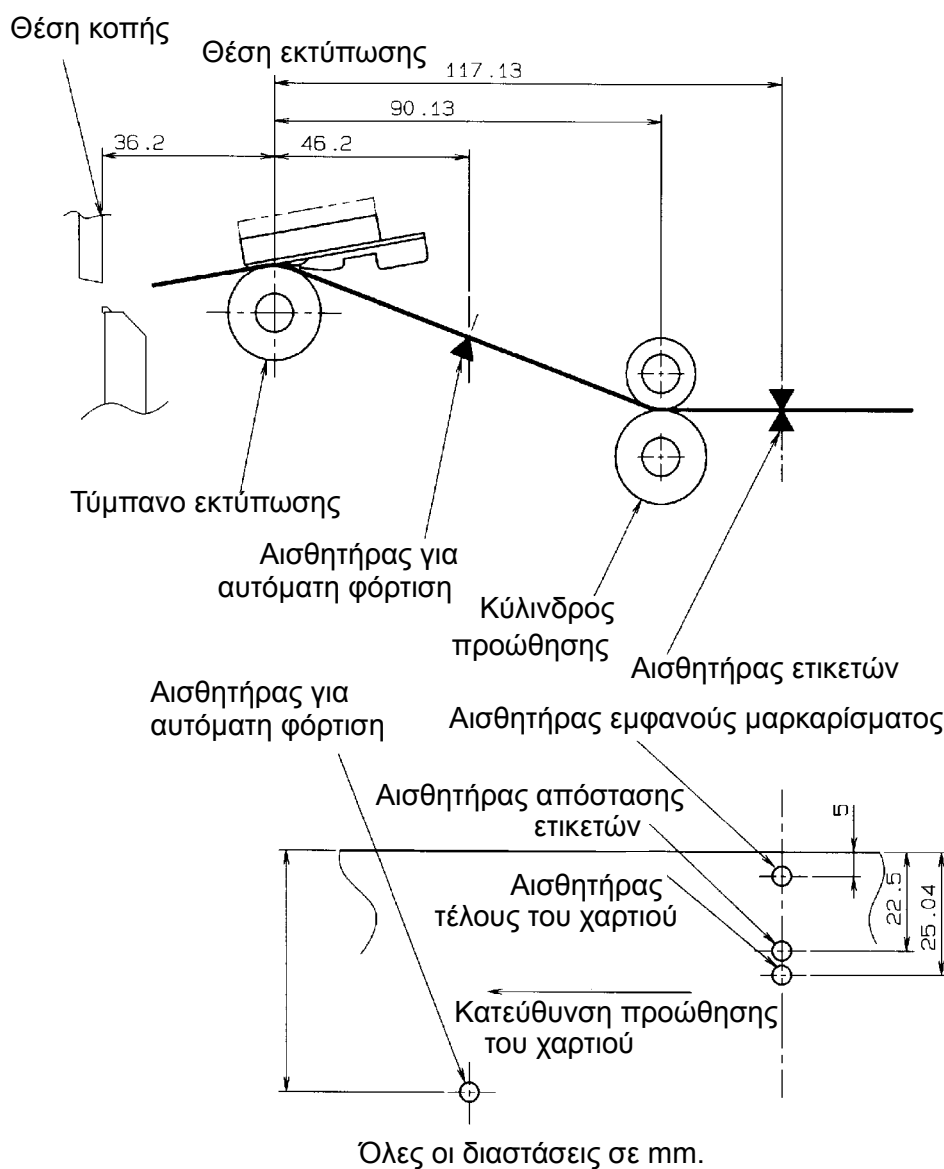 Θέση κοπής
Θέση εκτύπωσης
117.13
90.13
36.2
46.2
Τύμπανο εκτύπωσης
Αισθητήρας για
αυτόματη φόρτιση
Κύλινδρος
προώθησης
Αισθητήρας ετικετών
Αισθητήρας για
αυτόματη φόρτιση
Αισθητήρας εμφανούς μαρκαρίσματος
Αισθητήρας απόστασης
ετικετών
5
Αισθητήρας
τέλους του χαρτιού
22.5
25.04
Κατεύθυνση προώθησης
του χαρτιού
Όλες οι διαστάσεις σε mm.